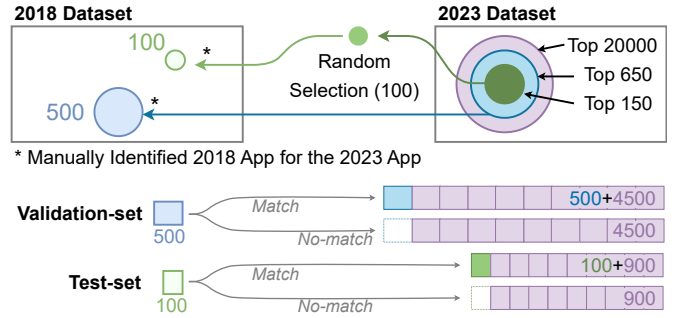 2018 Dataset
2023 Dataset
100
*
Random
Selection (100)
Top 20000
Top 650
Top 150
500
*
* Manually Identified 2018 App for the 2023 App
Validation-set
500
Match
500+4500
No-match
4500
Test-set
100
Match
100+900
No-match
900